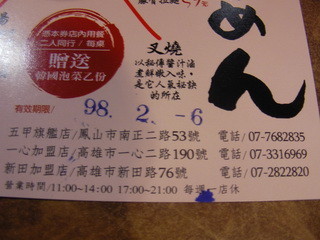 憑本券店內用餐
二人同行/每桌
贈送
韓國泡菜乙份
叉燒
以祕傳醬汁滷
煮鮮嫩入味，
是它人氣祕訣
的所在
めん
有效期限/ 98. 2. -6
五甲旗艦店/鳳山市南正二路53號 電話/07-7682835
一心加盟店/高雄市一心二路190號 電話/07-3316969
新田加盟店/高雄市新田路76號 電話/07-2822820
營業時間/11:00~14:00 17:00~21:00 每週一店休